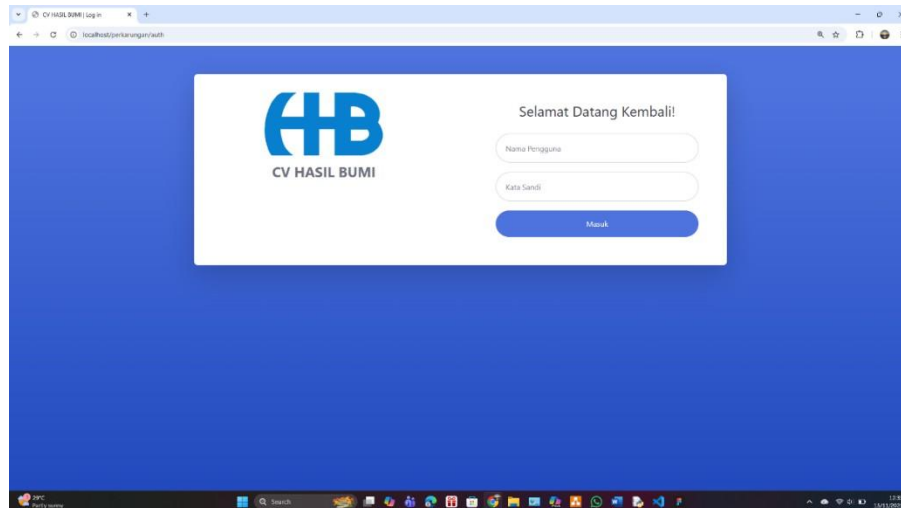 CV HASIL BUMI | Log in
localhost/perkarungan/auth
HB
CV HASIL BUMI
Selamat Datang Kembali!
Nama Pengguna
Kata Sandi
Masuk
29°C
Partly sunny
Search